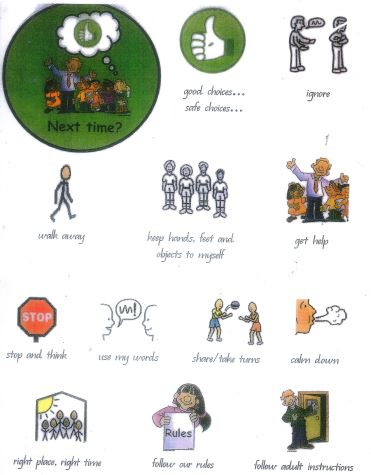 Next time?
good choices...
safe choices...
ignore
walk away
keep hands, feet and
objects to myself
get help
STOP
stop and think
use my words
share/take turns
calm down
right place, right time
Rules
follow our rules
follow adult instructions